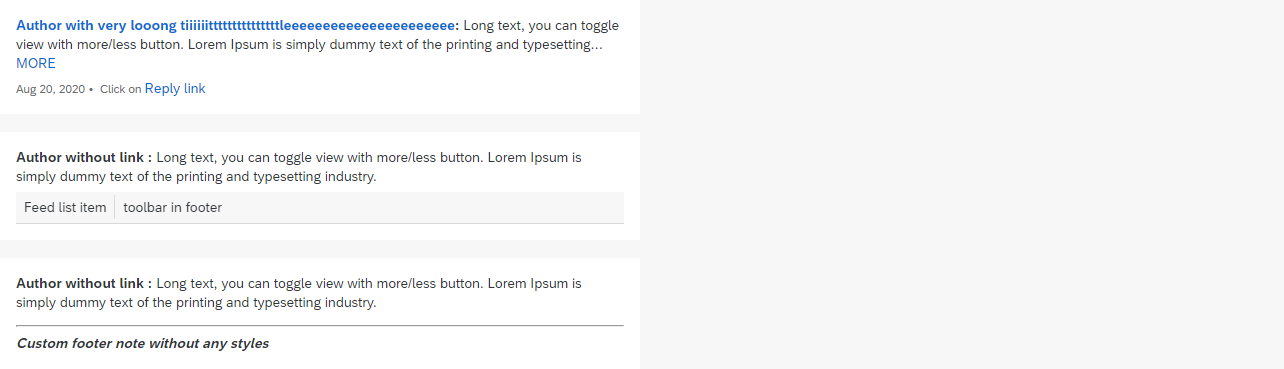 Author with very looong tiiiiiittttttttttttttttleeeeeeeeeeeeeeeeeeeeeee: Long text, you can toggle
view with more/less button. Lorem Ipsum is simply dummy text of the printing and typesetting...
MORE
Aug 20, 2020 • Click on Reply link
Author without link : Long text, you can toggle view with more/less button. Lorem Ipsum is
simply dummy text of the printing and typesetting industry.
Feed list item toolbar in footer
Author without link : Long text, you can toggle view with more/less button. Lorem Ipsum is
simply dummy text of the printing and typesetting industry.
Custom footer note without any styles